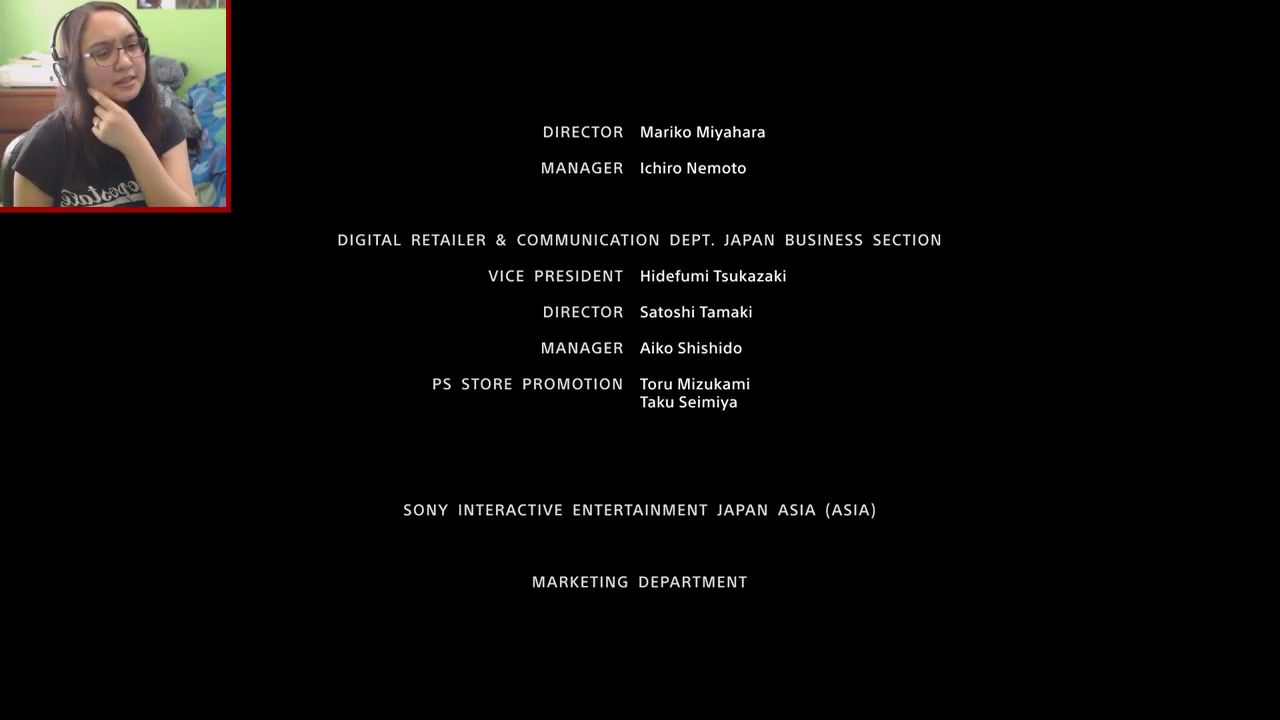 DIRECTOR Mariko Miyahara
MANAGER Ichiro Nemoto
DIGITAL RETAILER & COMMUNICATION DEPT. JAPAN BUSINESS SECTION
VICE PRESIDENT Hidefumi Tsukazaki
DIRECTOR Satoshi Tamaki
MANAGER Aiko Shishido
PS STORE PROMOTION Toru Mizukami
Taku Seimiya
SONY INTERACTIVE ENTERTAINMENT JAPAN ASIA (ASIA)
MARKETING DEPARTMENT